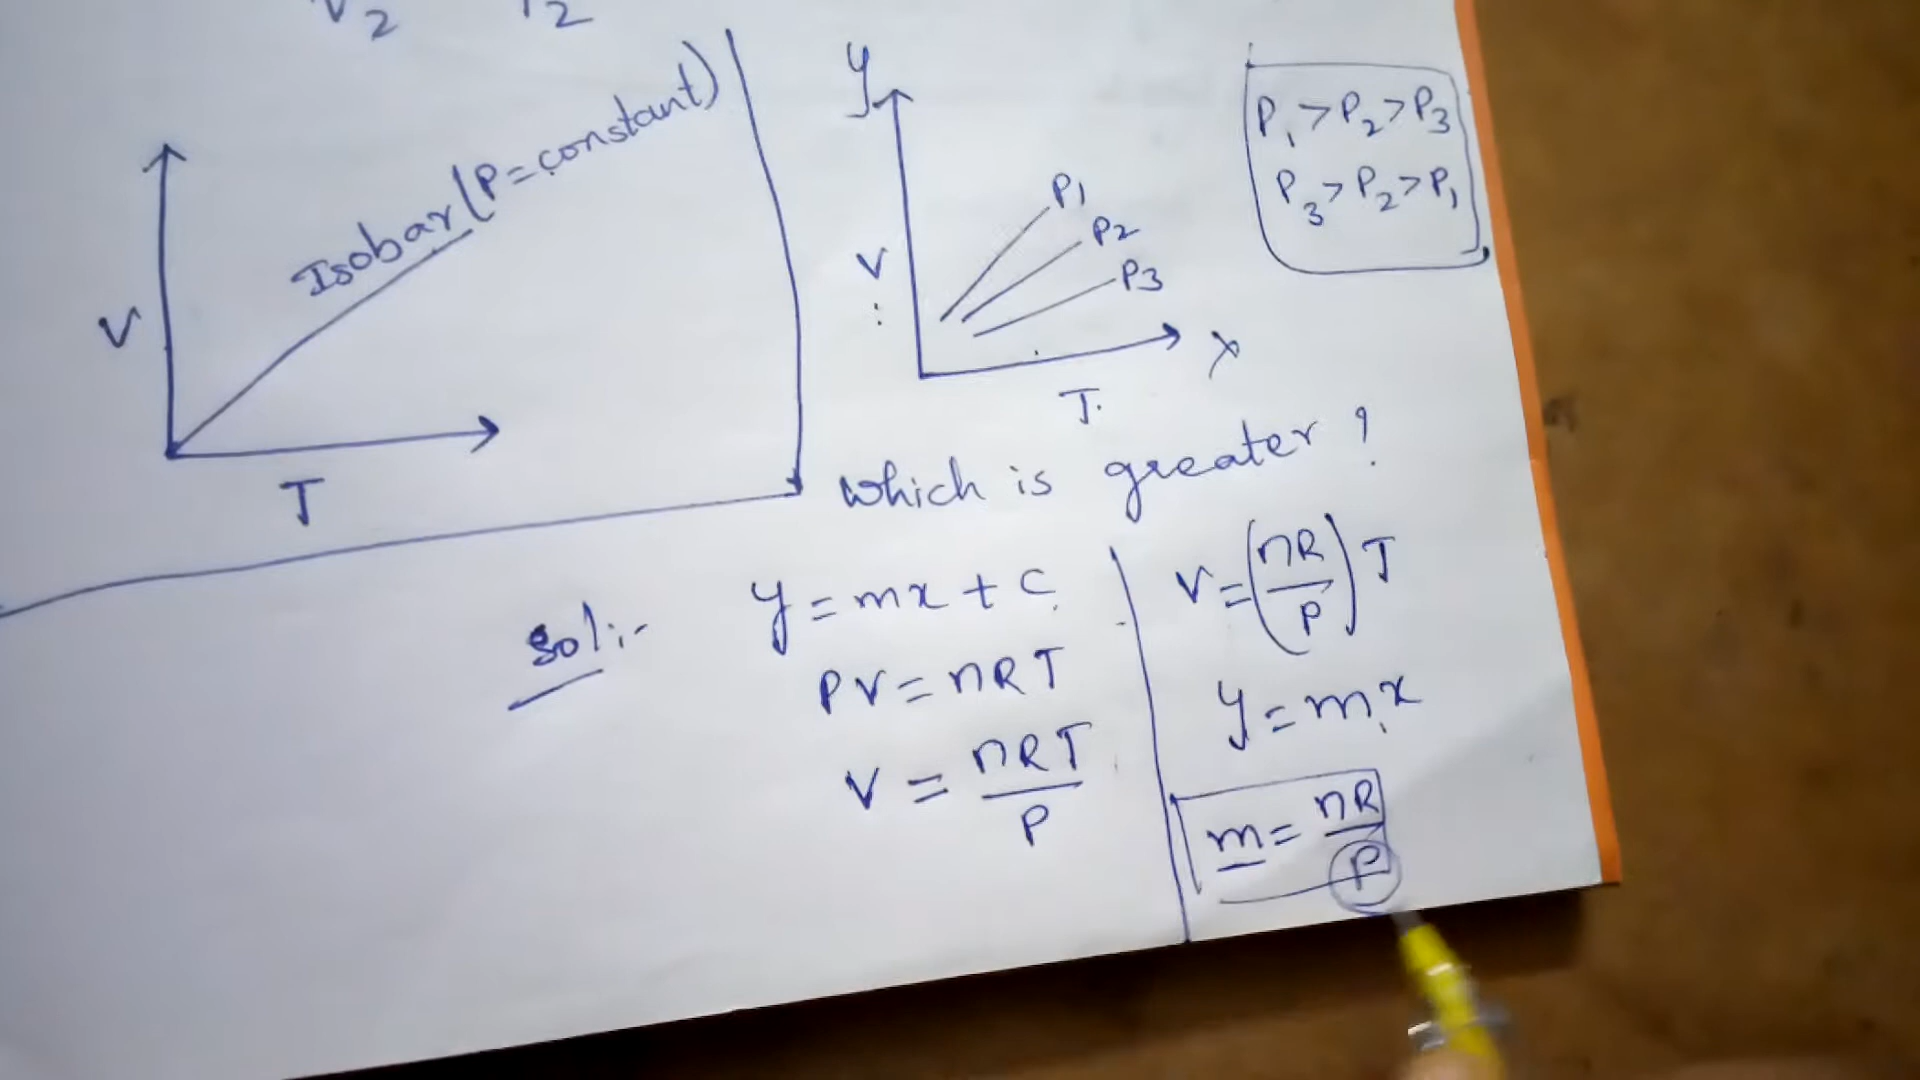 V2 
Isobar (P=constant)
V
T
y
P1
P2
P3
V
x
T
P1 > P2 > P3
P3 > P2 > P1
which is greater?
Sol:-
y = mx + c
PV = nRT
V = nRT/P
V = (nR/P) T
y = mx
m = nR/P